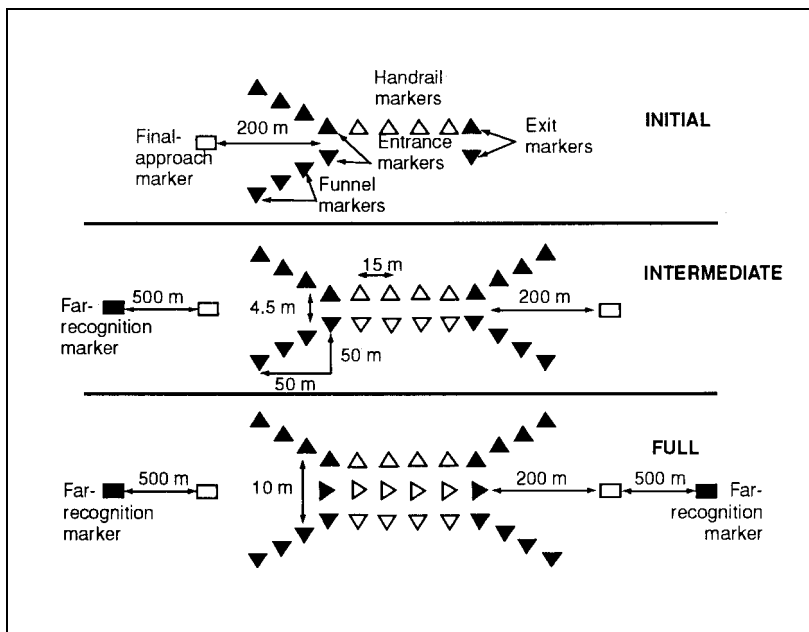 Handrail
markers
INITIAL
200 m
Final-
approach
marker
Entrance
markers
Exit
markers
Funnel
markers
15 m
INTERMEDIATE
500 m
4.5 m
200 m
Far-
recognition
marker
50 m
50 m
FULL
500 m
10 m
200 m
500 m
Far-
recognition
marker
Far-
recognition
marker